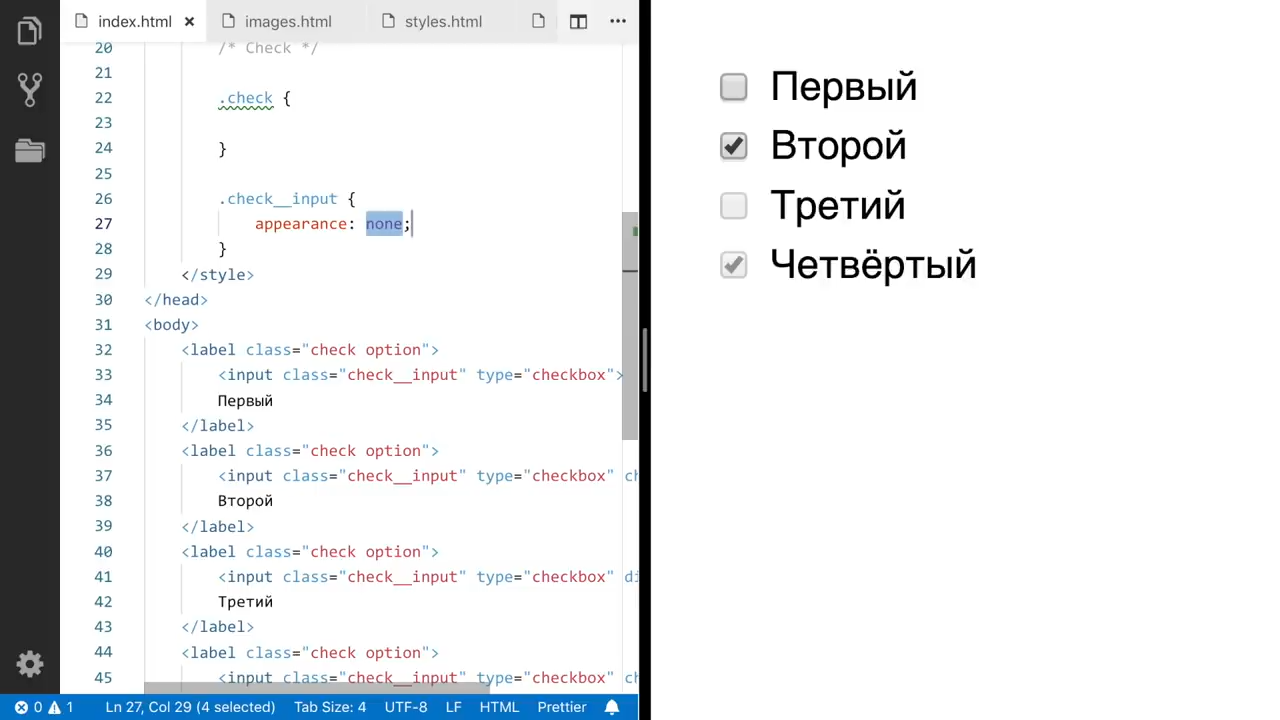 index.html × images.html styles.html ...
20 /* Check */
21
22 .check {
23
24 }
25
26 .check__input {
27 appearance: none;
28 }
29 </style>
30 </head>
31 <body>
32 <label class="check option">
33 <input class="check__input" type="checkbox">
34 Первый
35 </label>
36 <label class="check option">
37 <input class="check__input" type="checkbox" ch
38 Второй
39 </label>
40 <label class="check option">
41 <input class="check__input" type="checkbox" di
42 Третий
43 </label>
44 <label class="check option">
45 <input class="check__input" type="checkbox" ch
0 1 Ln 27, Col 29 (4 selected) Tab Size: 4 UTF-8 LF HTML Prettier
Первый
Второй
Третий
Четвёртый